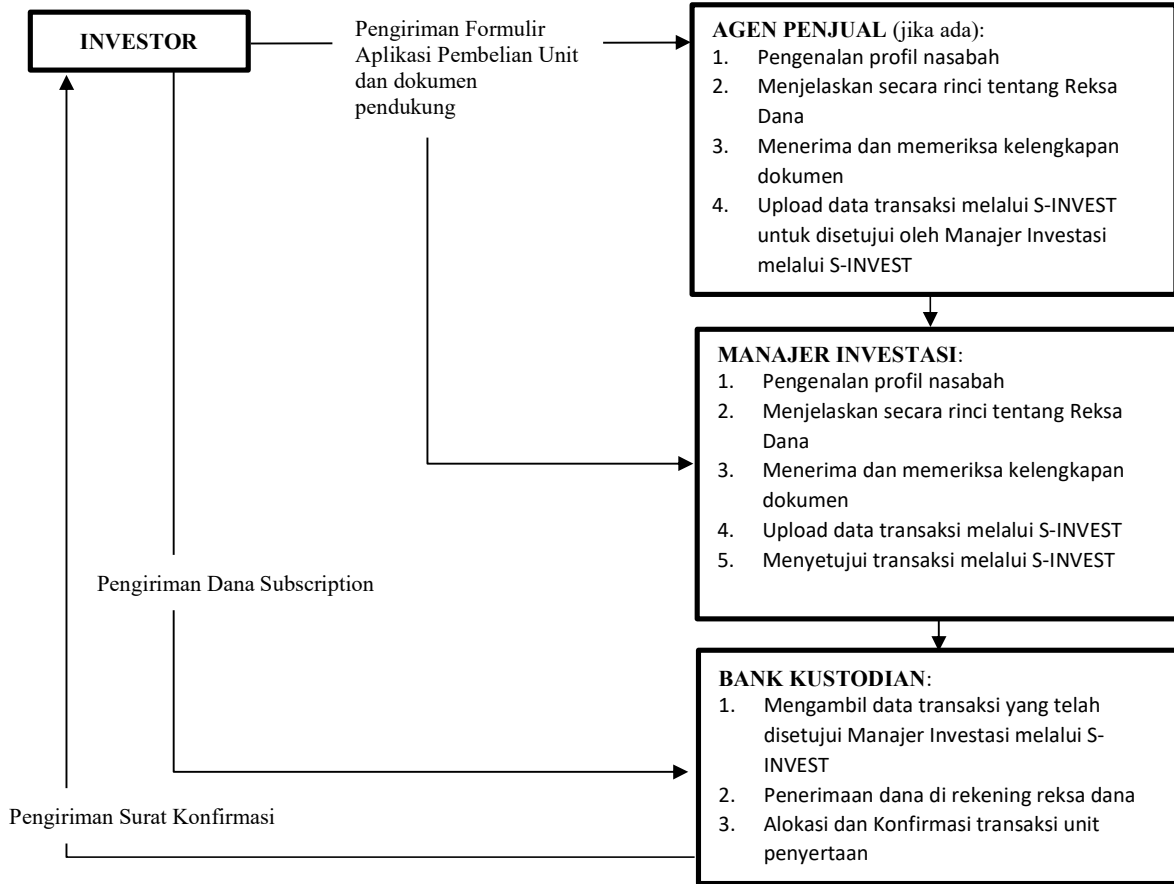 INVESTOR
Pengiriman Formulir
Aplikasi Pembelian Unit
dan dokumen
pendukung
AGEN PENJUAL (jika ada):
1. Pengenalan profil nasabah
2. Menjelaskan secara rinci tentang Reksa
Dana
3. Menerima dan memeriksa kelengkapan
dokumen
4. Upload data transaksi melalui S-INVEST
untuk disetujui oleh Manajer Investasi
melalui S-INVEST
MANAJER INVESTASI:
1. Pengenalan profil nasabah
2. Menjelaskan secara rinci tentang Reksa
Dana
3. Menerima dan memeriksa kelengkapan
dokumen
4. Upload data transaksi melalui S-INVEST
5. Menyetujui transaksi melalui S-INVEST
Pengiriman Dana Subscription
BANK KUSTODIAN:
1. Mengambil data transaksi yang telah
disetujui Manajer Investasi melalui S-
INVEST
2. Penerimaan dana di rekening reksa dana
3. Alokasi dan Konfirmasi transaksi unit
penyertaan
Pengiriman Surat Konfirmasi